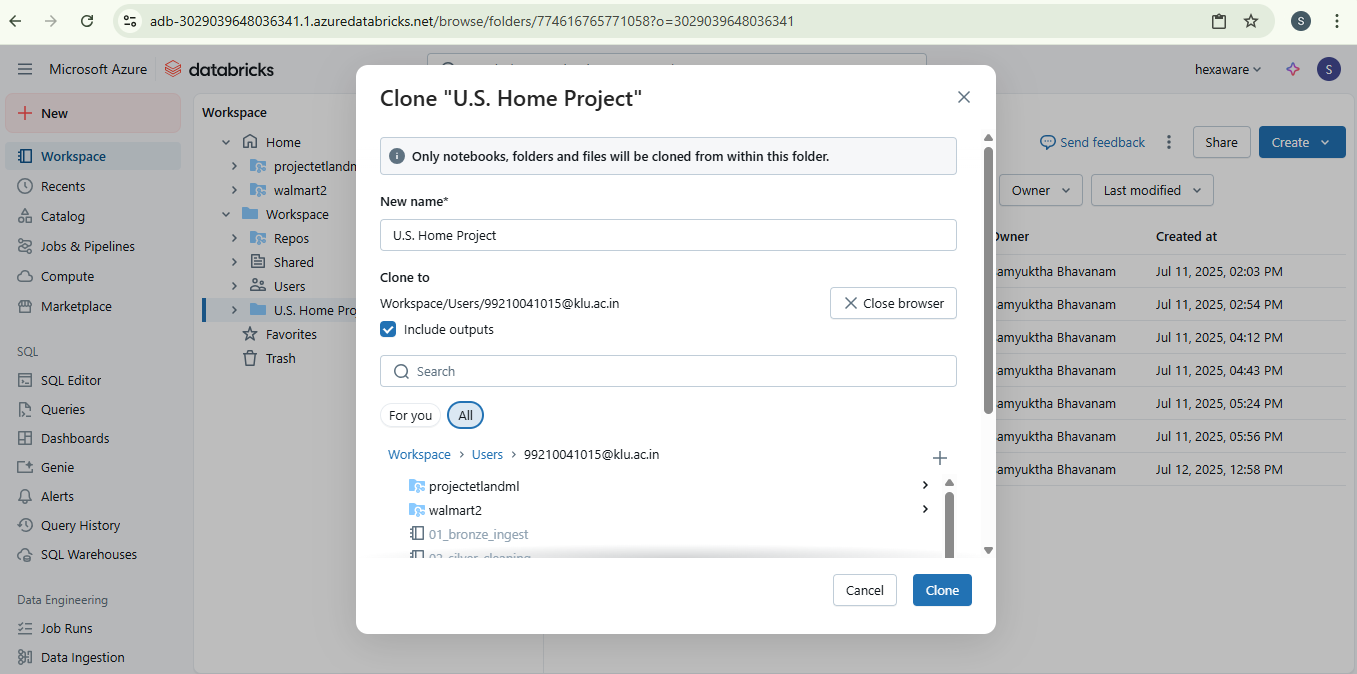 adb-3029039648036341.1.azuredatabricks.net/browse/folders/774616765771058?o=3029039648036341
S
Microsoft Azure
databricks
hexaware
S
New
Workspace
Recents
Catalog
Jobs & Pipelines
Compute
Marketplace
SQL
SQL Editor
Queries
Dashboards
Genie
Alerts
Query History
SQL Warehouses
Data Engineering
Job Runs
Data Ingestion
Workspace
Home
projectetlandm
walmart2
Workspace
Repos
Shared
Users
U.S. Home Pro
Favorites
Trash
Clone "U.S. Home Project"
Only notebooks, folders and files will be cloned from within this folder.
New name*
U.S. Home Project
Clone to
Workspace/Users/99210041015@klu.ac.in
Close browser
Include outputs
Search
For you
All
Workspace > Users > 99210041015@klu.ac.in
projectetlandml
walmart2
01_bronze_ingest
Cancel
Clone
Send feedback
Share
Create
Owner
Last modified
Owner Created at
amyuktha Bhavanam Jul 11, 2025, 02:03 PM
amyuktha Bhavanam Jul 11, 2025, 02:54 PM
amyuktha Bhavanam Jul 11, 2025, 04:12 PM
amyuktha Bhavanam Jul 11, 2025, 04:43 PM
amyuktha Bhavanam Jul 11, 2025, 05:24 PM
amyuktha Bhavanam Jul 11, 2025, 05:56 PM
amyuktha Bhavanam Jul 12, 2025, 12:58 PM